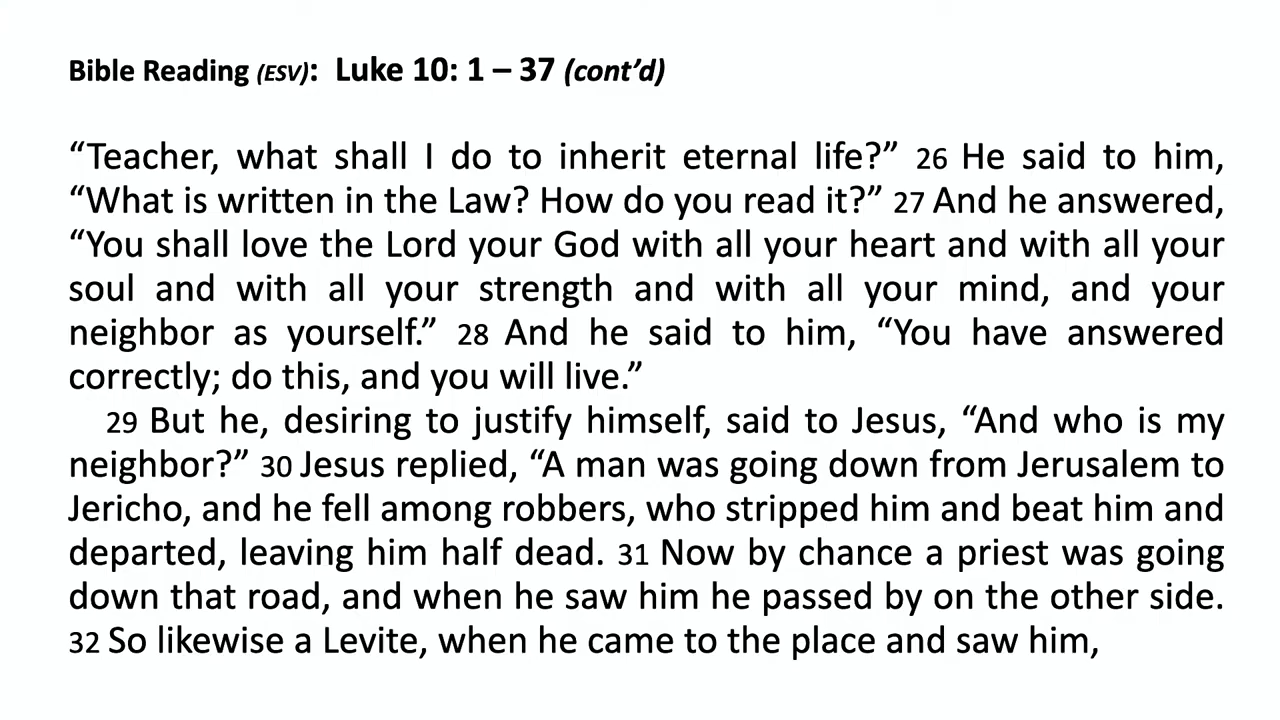 Bible Reading (ESV): Luke 10: 1 – 37 (cont’d)
“Teacher, what shall I do to inherit eternal life?” 26 He said to him,
“What is written in the Law? How do you read it?” 27 And he answered,
“You shall love the Lord your God with all your heart and with all your
soul and with all your strength and with all your mind, and your
neighbor as yourself.” 28 And he said to him, “You have answered
correctly; do this, and you will live.”
29 But he, desiring to justify himself, said to Jesus, “And who is my
neighbor?” 30 Jesus replied, “A man was going down from Jerusalem to
Jericho, and he fell among robbers, who stripped him and beat him and
departed, leaving him half dead. 31 Now by chance a priest was going
down that road, and when he saw him he passed by on the other side.
32 So likewise a Levite, when he came to the place and saw him,